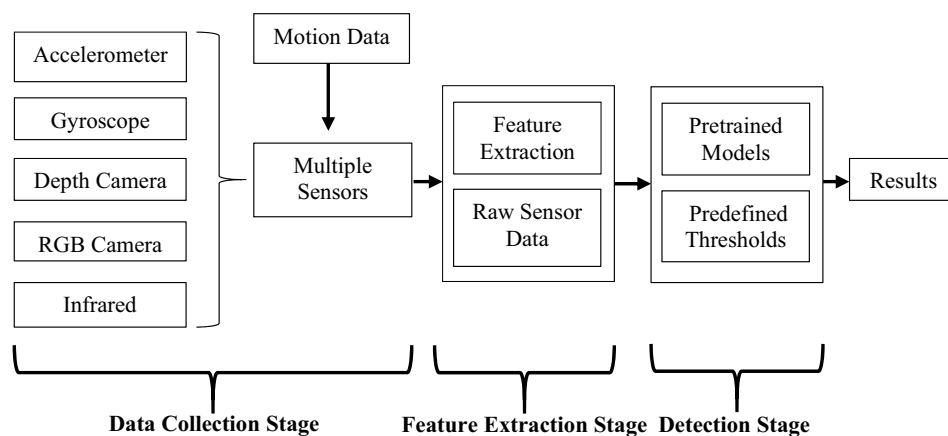 Accelerometer
Gyroscope
Depth Camera
RGB Camera
Infrared
Motion Data
Multiple
Sensors
Feature
Extraction
Raw Sensor
Data
Pretrained
Models
Predefined
Thresholds
Results
Data Collection Stage
Feature Extraction Stage
Detection Stage